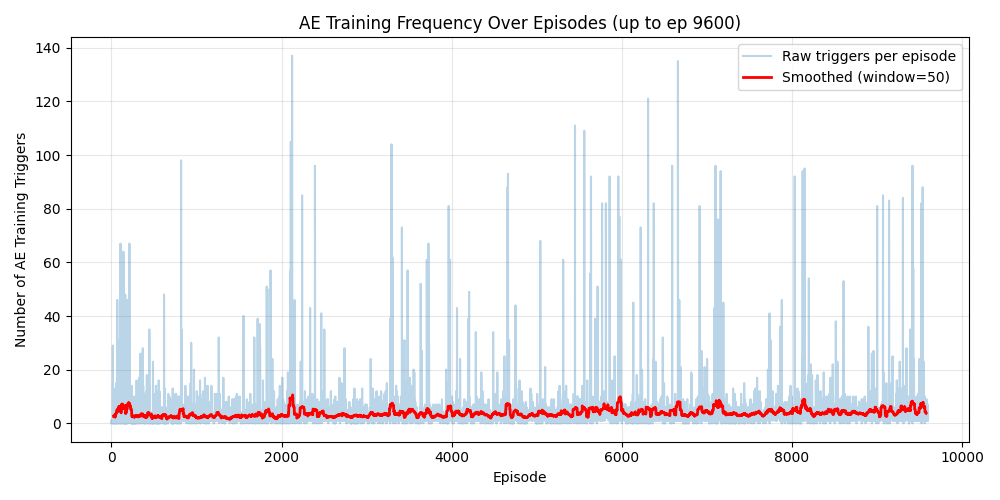 AE Training Frequency Over Episodes (up to ep 9600)
Raw triggers per episode
Smoothed (window=50)
Number of AE Training Triggers
140
120
100
80
60
40
20
0
0 2000 4000 6000 8000 10000
Episode